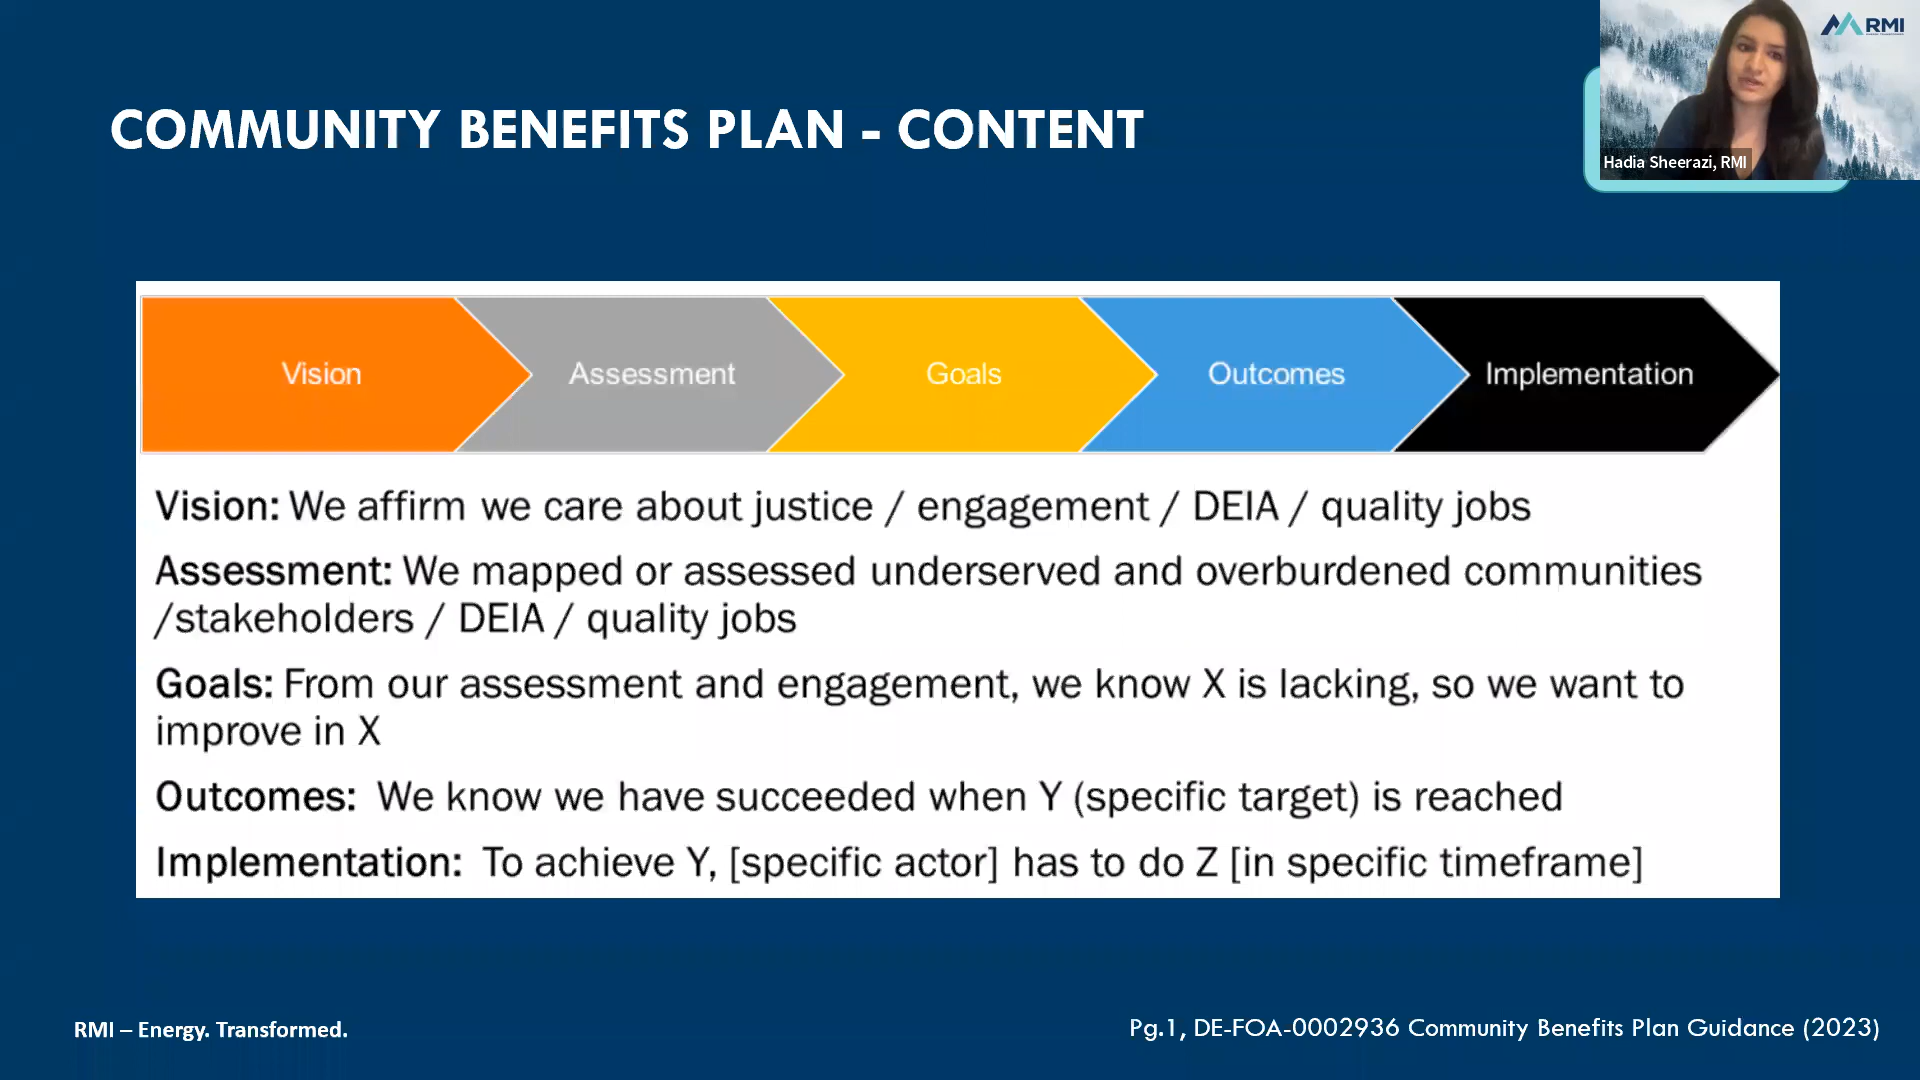 RMI
Hadia Sheerazi, RMI
COMMUNITY BENEFITS PLAN - CONTENT
Vision
Assessment
Goals
Outcomes
Implementation
Vision: We affirm we care about justice / engagement / DEIA / quality jobs
Assessment: We mapped or assessed underserved and overburdened communities
/stakeholders / DEIA / quality jobs
Goals: From our assessment and engagement, we know X is lacking, so we want to
improve in X
Outcomes: We know we have succeeded when Y (specific target) is reached
Implementation: To achieve Y, [specific actor] has to do Z [in specific timeframe]
RMI – Energy. Transformed.
Pg.1, DE-FOA-0002936 Community Benefits Plan Guidance (2023)